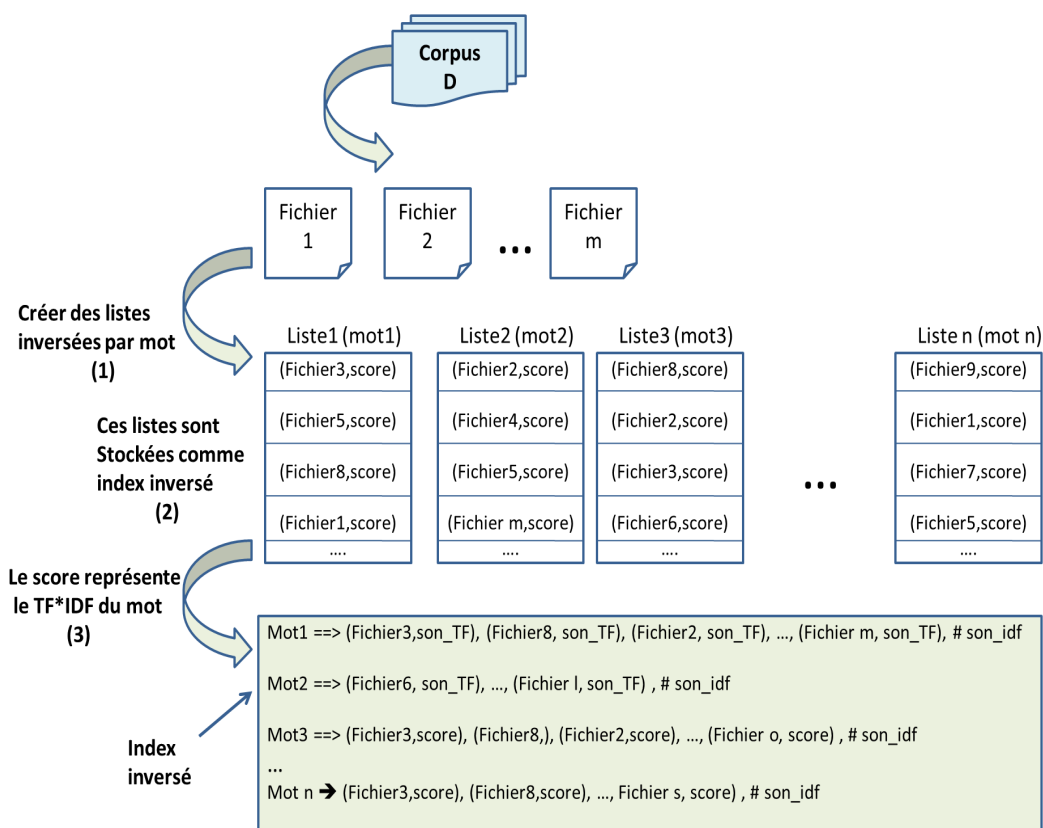 Corpus
D
Fichier
1
Fichier
2
...
Fichier
m
Créer des listes
inversées par mot
(1)
Liste1 (mot1)
(Fichier3,score)
(Fichier5,score)
(Fichier8,score)
(Fichier1,score)
....
Liste2 (mot2)
(Fichier2,score)
(Fichier4,score)
(Fichier5,score)
(Fichier m,score)
....
Liste3 (mot3)
(Fichier8,score)
(Fichier2,score)
(Fichier3,score)
(Fichier6,score)
....
...
Liste n (mot n)
(Fichier9,score)
(Fichier1,score)
(Fichier7,score)
(Fichier5,score)
....
Ces listes sont
Stockées comme
index inversé
(2)
Le score représente
le TF*IDF du mot
(3)
Mot1 ==> (Fichier3,son_TF), (Fichier8, son_TF), (Fichier2, son_TF), ..., (Fichier m, son_TF), # son_idf
Mot2 ==> (Fichier6, son_TF), ..., (Fichier l, son_TF) , # son_idf
Mot3 ==> (Fichier3,score), (Fichier8,), (Fichier2,score), ..., (Fichier o, score) , # son_idf
...
Mot n ➔ (Fichier3,score), (Fichier8,score), ..., Fichier s, score) , # son_idf
Index
inversé